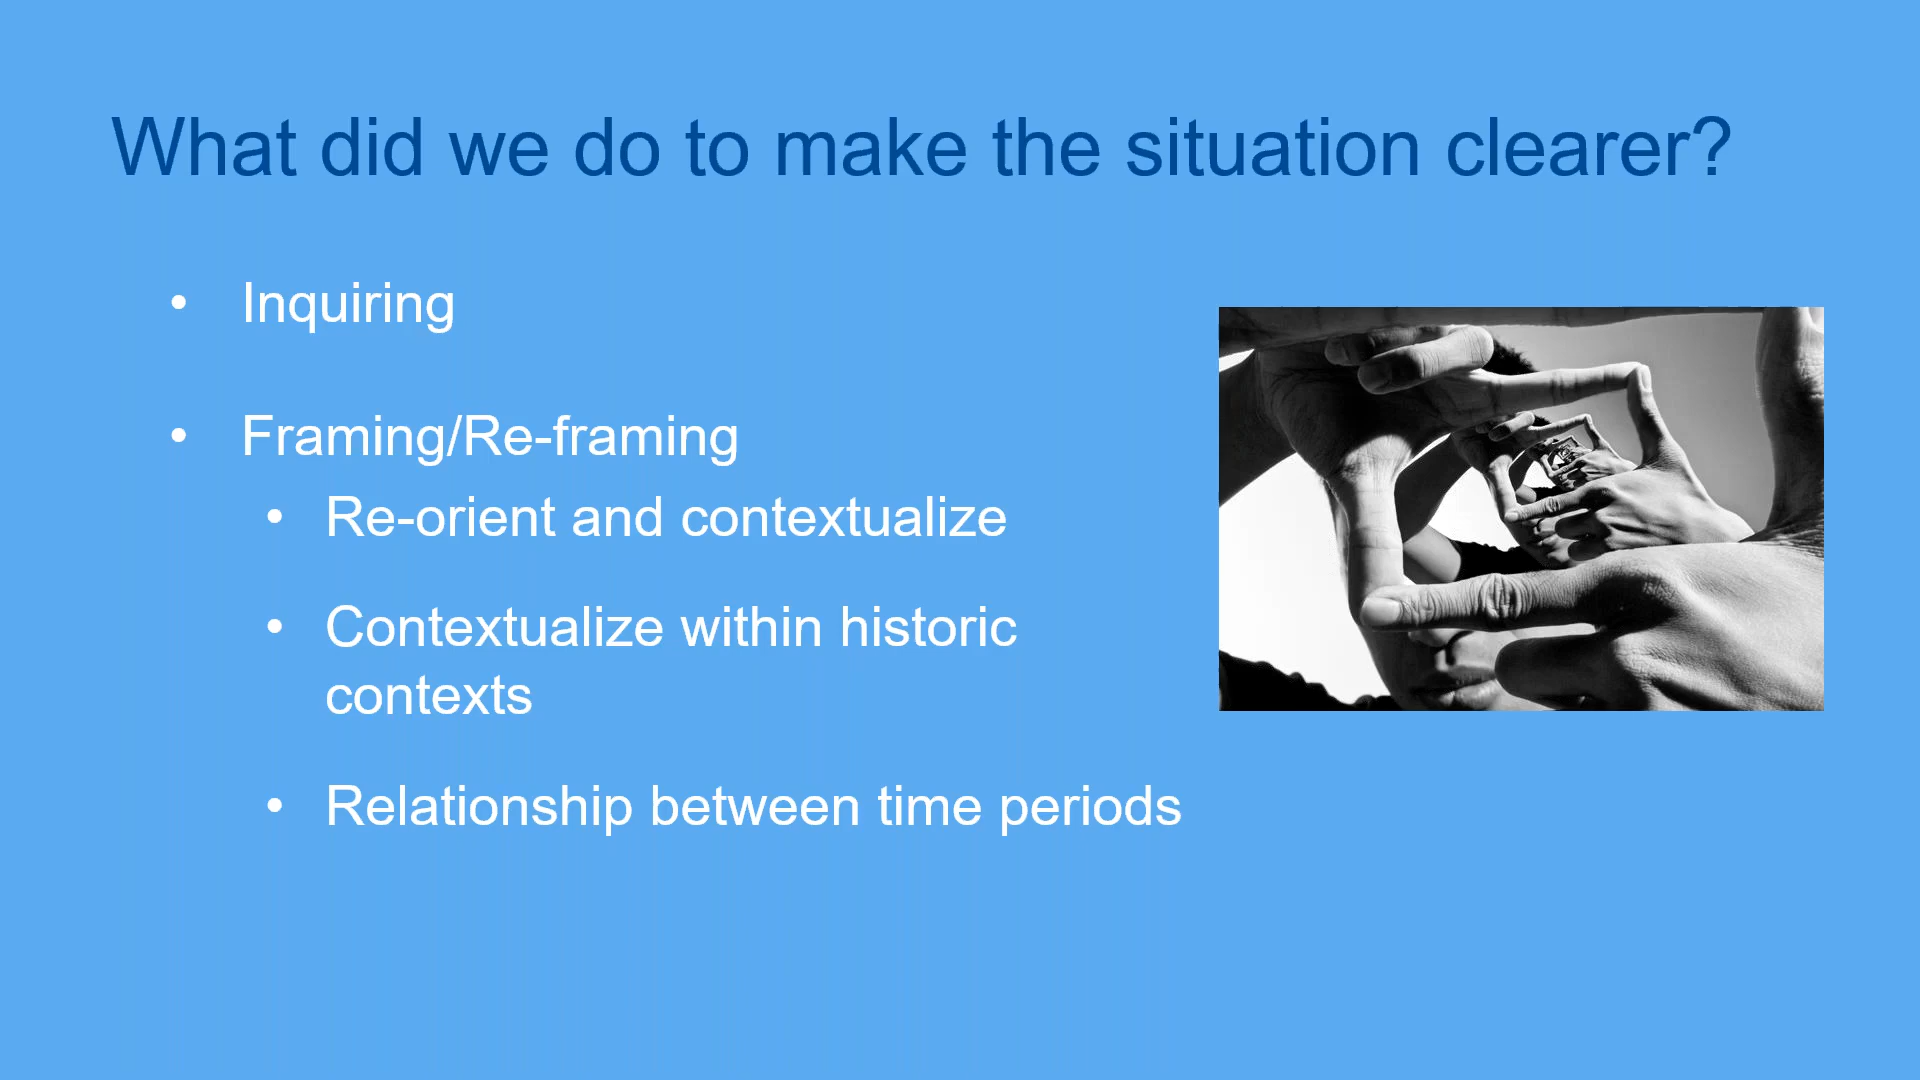 What did we do to make the situation clearer?
• Inquiring
• Framing/Re-framing
• Re-orient and contextualize
• Contextualize within historic
contexts
• Relationship between time periods